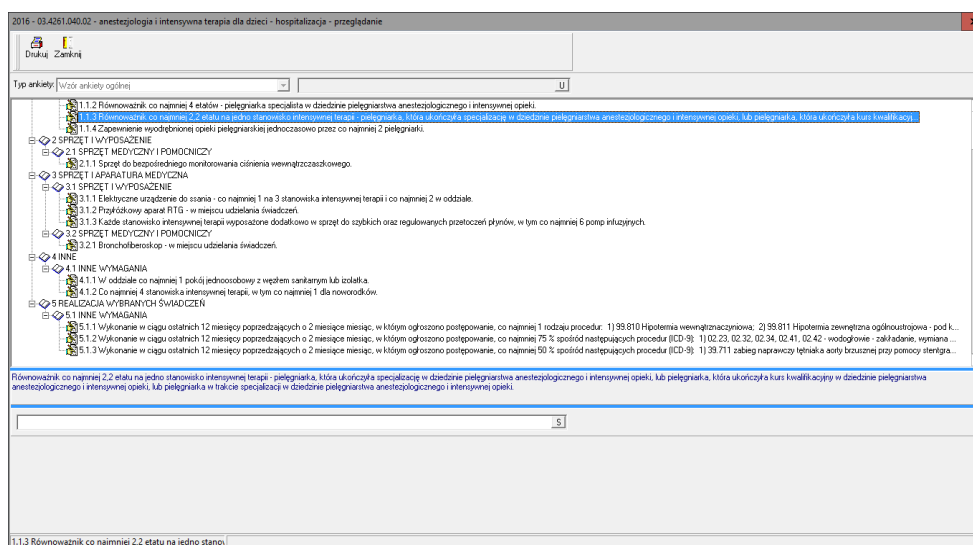 2016 - 03.4261.040.02 - anestezjologia i intensywna terapia dla dzieci - hospitalizacja - przeglądanie
Drukuj Zamknij
Typ ankiety: Wzór ankiety ogólnej U
1.1.2 Równoważnik co najmniej 4 etatów - pielęgniarka specjalista w dziedzinie pielęgniarstwa anestezjologicznego i intensywnej opieki.
1.1.3 Równoważnik co najmniej 2,2 etatu na jedno stanowisko intensywnej terapii - pielęgniarka, która ukończyła specjalizację w dziedzinie pielęgniarstwa anestezjologicznego i intensywnej opieki, lub pielęgniarka, która ukończyła kurs kwalifikacyj...
1.1.4 Zapewnienie wyodrębnionej opieki pielęgniarskiej jednoczasowo przez co najmniej 2 pielęgniarki.
2 SPRZĘT I WYPOSAŻENIE
2.1 SPRZĘT MEDYCZNY I POMOCNICZY
2.1.1 Sprzęt do bezpośredniego monitorowania ciśnienia wewnątrzczaszkowego.
3 SPRZĘT I APARATURA MEDYCZNA
3.1 SPRZĘT I WYPOSAŻENIE
3.1.1 Elektryczne urządzenie do ssania - co najmniej 1 na 3 stanowiska intensywnej terapii i co najmniej 2 w oddziale.
3.1.2 Przyłóżkowy aparat RTG - w miejscu udzielania świadczeń.
3.1.3 Każde stanowisko intensywnej terapii wyposażone dodatkowo w sprzęt do szybkich oraz regulowanych przetoczeń płynów, w tym co najmniej 6 pomp infuzyjnych.
3.2 SPRZĘT MEDYCZNY I POMOCNICZY
3.2.1 Bronchofiberoskop - w miejscu udzielania świadczeń.
4 INNE
4.1 INNE WYMAGANIA
4.1.1 W oddziale co najmniej 1 pokój jednoosobowy z węzłem sanitarnym lub izolatka.
4.1.2 Co najmniej 4 stanowiska intensywnej terapii, w tym co najmniej 1 dla noworodków.
5 REALIZACJA WYBRANYCH ŚWIADCZEŃ
5.1 INNE WYMAGANIA
5.1.1 Wykonanie w ciągu ostatnich 12 miesięcy poprzedzających o 2 miesiące miesiąc, w którym ogłoszono postępowanie, co najmniej 1 rodzaju procedur: 1) 99.810 Hipotermia wewnątrznaczyniowa; 2) 99.811 Hipotermia zewnętrzna ogólnoustrojowa - pod k...
5.1.2 Wykonanie w ciągu ostatnich 12 miesięcy poprzedzających o 2 miesiące miesiąc, w którym ogłoszono postępowanie, co najmniej 75 % spośród następujących procedur (ICD-9): 1) 02.23, 02.32, 02.34, 02.41, 02.42 - wodogłowie - zakładanie, wymiana ...
5.1.3 Wykonanie w ciągu ostatnich 12 miesięcy poprzedzających o 2 miesiące miesiąc, w którym ogłoszono postępowanie, co najmniej 50 % spośród następujących procedur (ICD-9): 1) 39.711 zabieg naprawczy tętniaka aorty brzusznej przy pomocy stentgra...
Równoważnik co najmniej 2,2 etatu na jedno stanowisko intensywnej terapii - pielęgniarka, która ukończyła specjalizację w dziedzinie pielęgniarstwa anestezjologicznego i intensywnej opieki, lub pielęgniarka, która ukończyła kurs kwalifikacyjny w dziedzinie pielęgniarstwa
anestezjologicznego i intensywnej opieki, lub pielęgniarka w trakcie specjalizacji w dziedzinie pielęgniarstwa anestezjologicznego i intensywnej opieki.
S
1.1.3 Równoważnik co najmniej 2,2 etatu na jedno stanow